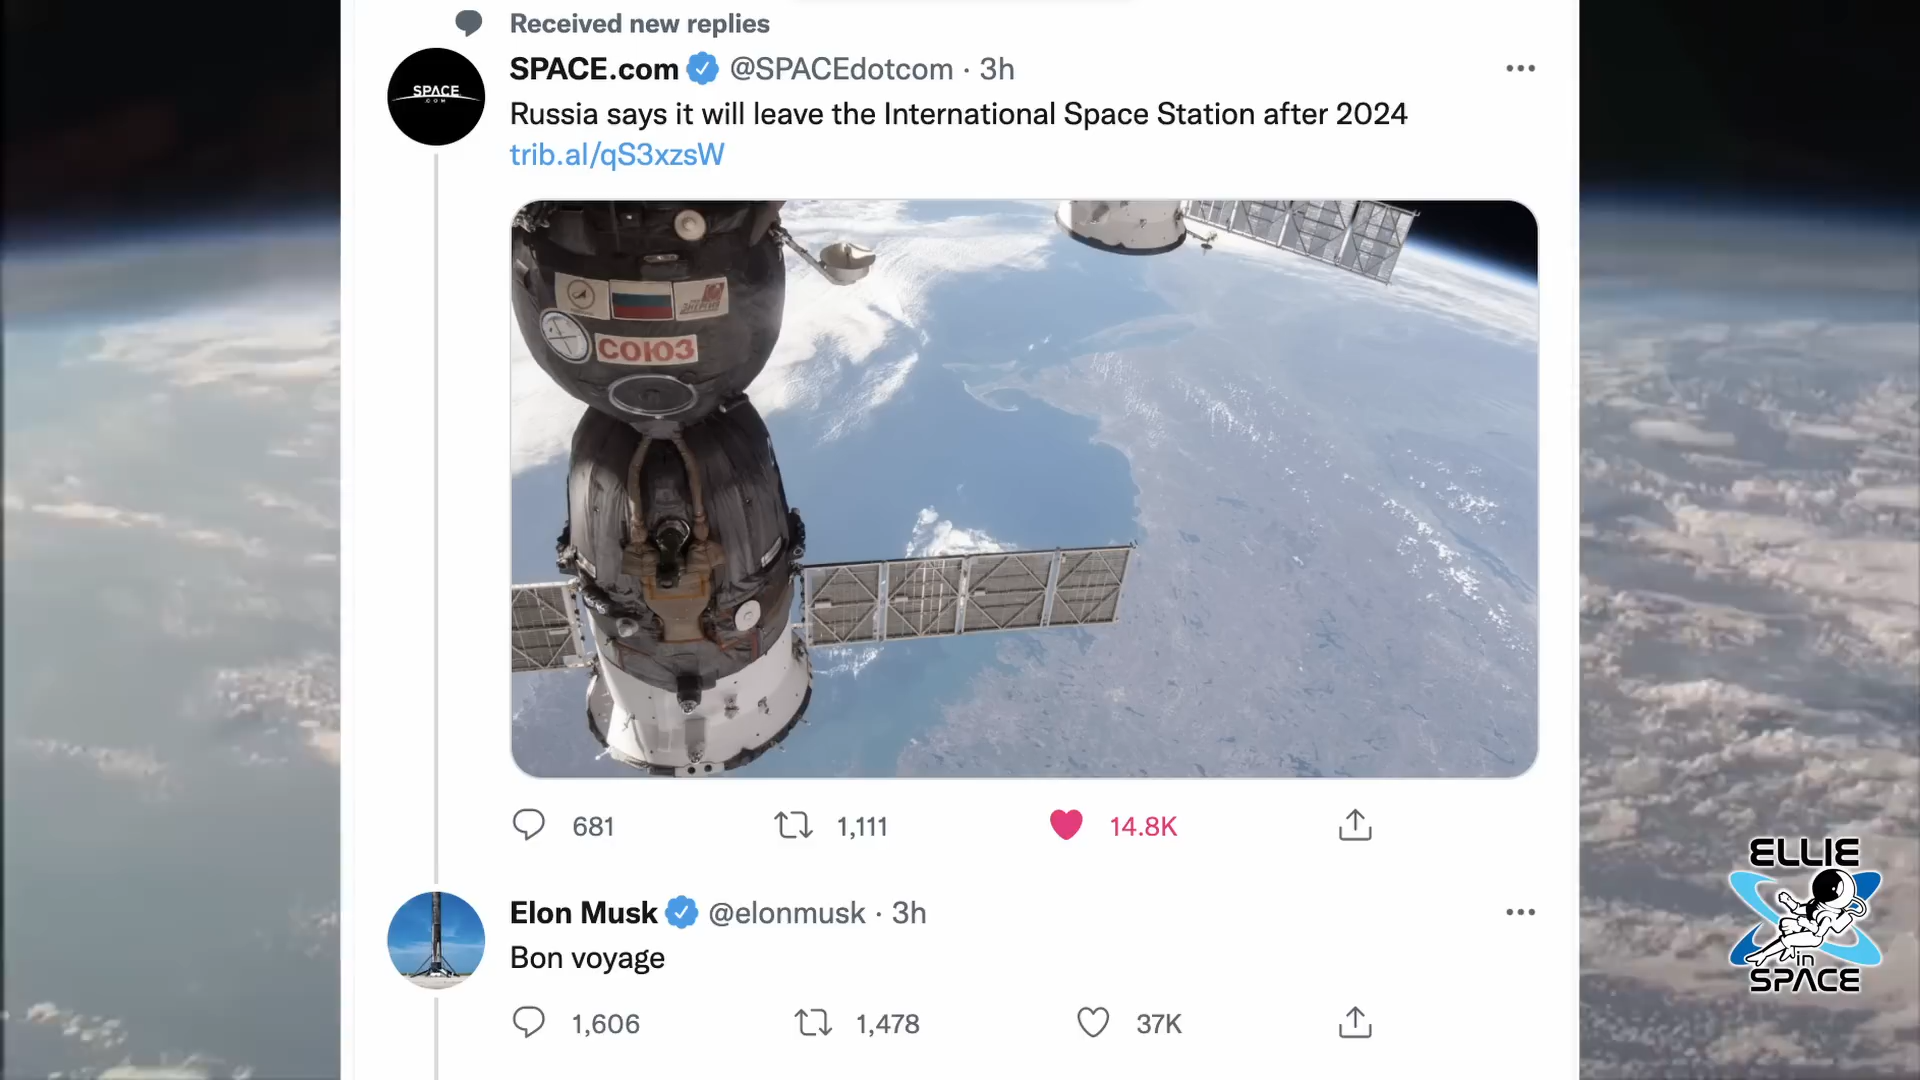 Received new replies
SPACE.com @SPACEdotcom · 3h
SPACE
.COM
Russia says it will leave the International Space Station after 2024
trib.al/qS3xzsW
ЭНЕРГИЯ
СОЮЗ
681 1,111 14.8K
Elon Musk @elonmusk · 3h
Bon voyage
1,606 1,478 37K
ELLIE
in
SPACE